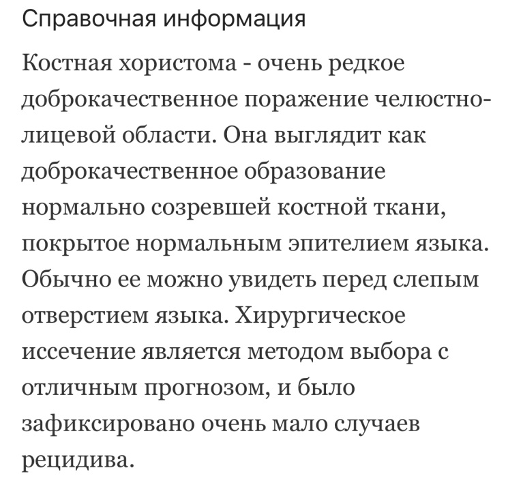 Справочная информация
Костная хористома - очень редкое
доброкачественное поражение челюстно-
лицевой области. Она выглядит как
доброкачественное образование
нормально созревшей костной ткани,
покрытое нормальным эпителием языка.
Обычно ее можно увидеть перед слепым
отверстием языка. Хирургическое
иссечение является методом выбора с
отличным прогнозом, и было
зафиксировано очень мало случаев
рецидива.